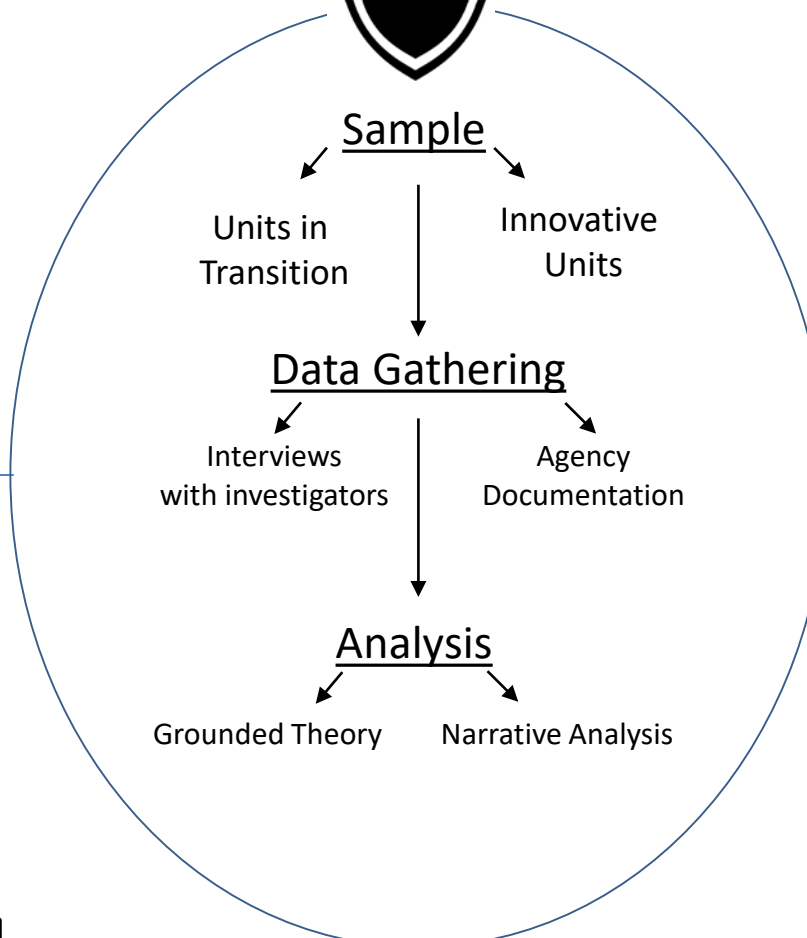 Sample
Units in
Transition
Innovative
Units
Data Gathering
Interviews
with investigators
Agency
Documentation
Analysis
Grounded Theory
Narrative Analysis